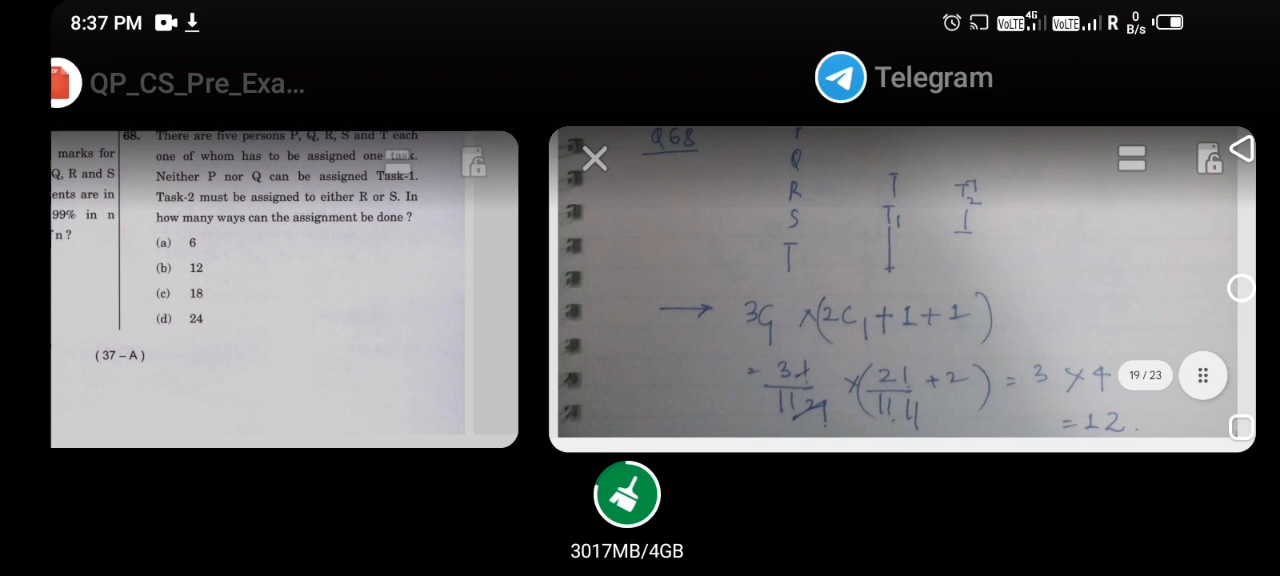 8:37 PM
4G
VoLTE VoLTE R 0 B/s
QP_CS_Pre_Exa...
Telegram
marks for
Q, R and S
ents are in
99% in n
n ?
68. There are five persons P, Q, R, S and T each
one of whom has to be assigned one task.
Neither P nor Q can be assigned Task-1.
Task-2 must be assigned to either R or S. In
how many ways can the assignment be done ?
(a) 6
(b) 12
(c) 18
(d) 24
( 37 – A )
Q68
P
Q
R
S
T
T
T1
T2
→ 3C1 × (2C1 + 1 + 1)
= 3! / 1! 2! × (2! / 1! 1! + 2) = 3 × 4
= 12.
19 / 23
3017MB/4GB